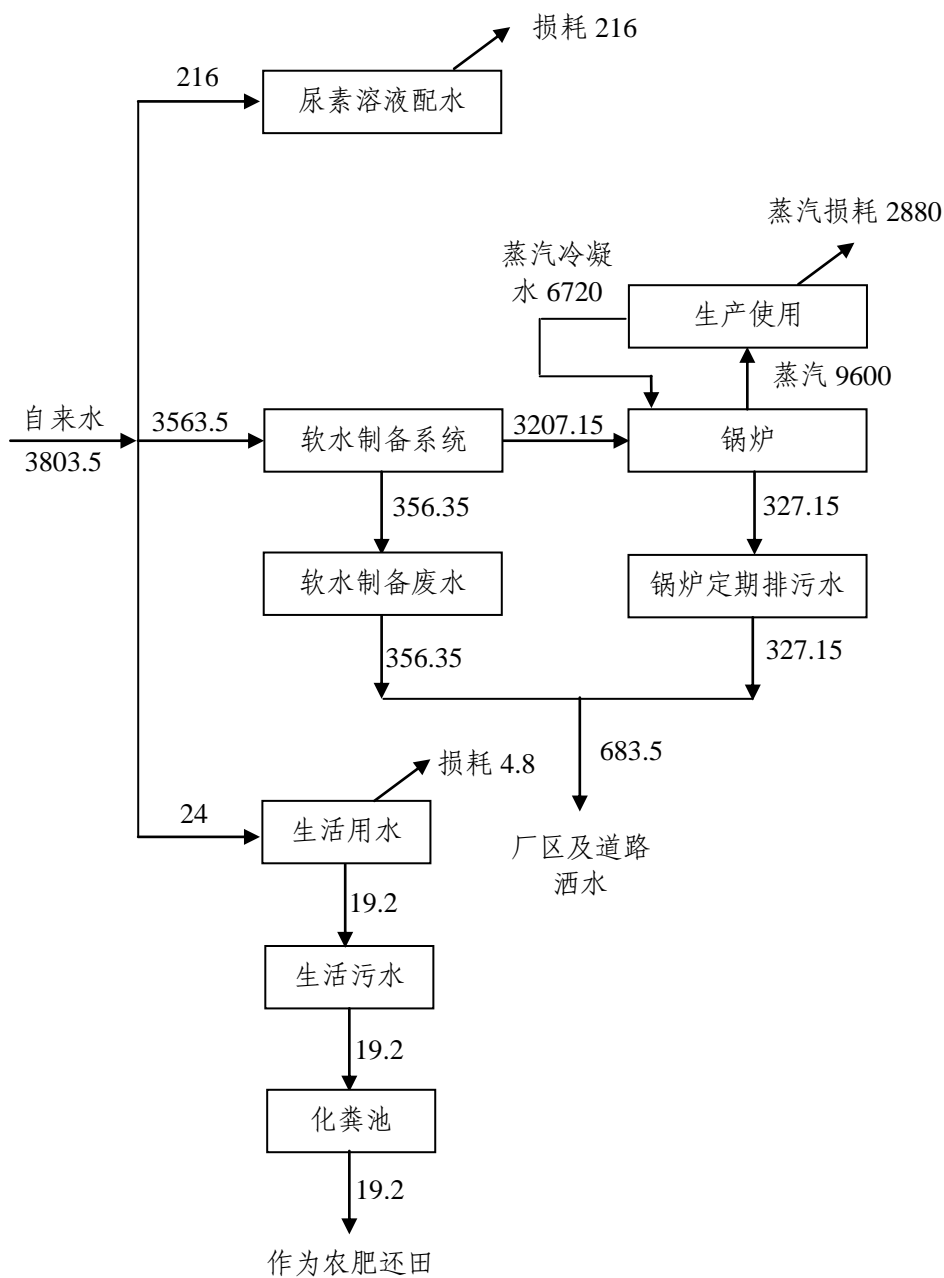 损耗 216
216
尿素溶液配水
蒸汽损耗 2880
蒸汽冷凝
水 6720
生产使用
蒸汽 9600
自来水
3803.5
3563.5
软水制备系统
3207.15
锅炉
356.35
327.15
软水制备废水
锅炉定期排污水
356.35
327.15
683.5
损耗 4.8
24
生活用水
厂区及道路
洒水
19.2
生活污水
19.2
化粪池
19.2
作为农肥还田